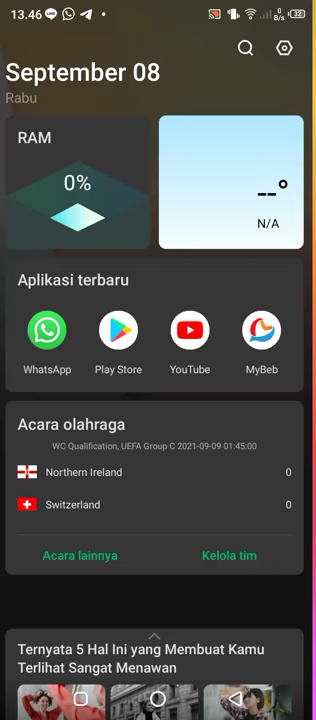 13.46
0
B/s
32
September 08
Rabu
RAM
0%
--°
N/A
Aplikasi terbaru
WhatsApp
Play Store
YouTube
MyBeb
Acara olahraga
WC Qualification, UEFA Group C 2021-09-09 01:45:00
Northern Ireland 0
Switzerland 0
Acara lainnya
Kelola tim
Ternyata 5 Hal Ini yang Membuat Kamu
Terlihat Sangat Menawan